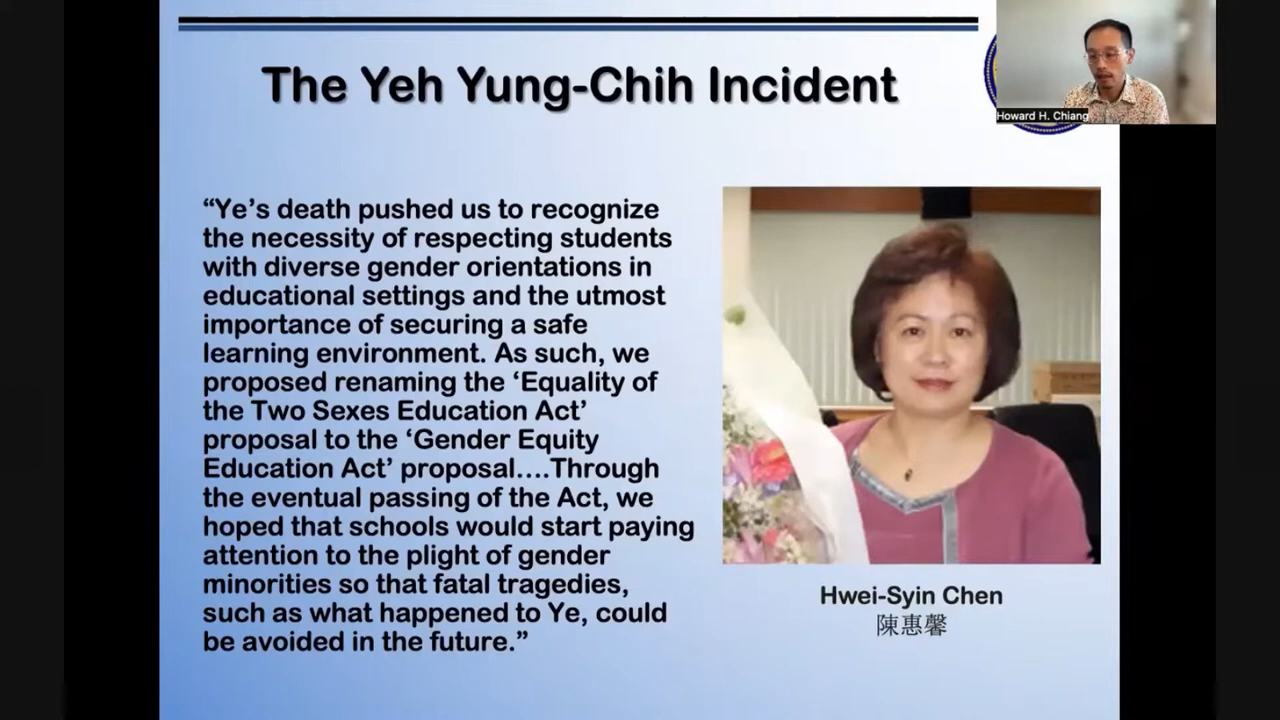 The Yeh Yung-Chih Incident
Howard H. Chiang
“Ye’s death pushed us to recognize
the necessity of respecting students
with diverse gender orientations in
educational settings and the utmost
importance of securing a safe
learning environment. As such, we
proposed renaming the ‘Equality of
the Two Sexes Education Act’
proposal to the ‘Gender Equity
Education Act’ proposal....Through
the eventual passing of the Act, we
hoped that schools would start paying
attention to the plight of gender
minorities so that fatal tragedies,
such as what happened to Ye, could
be avoided in the future.”
Hwei-Syin Chen
陳惠馨